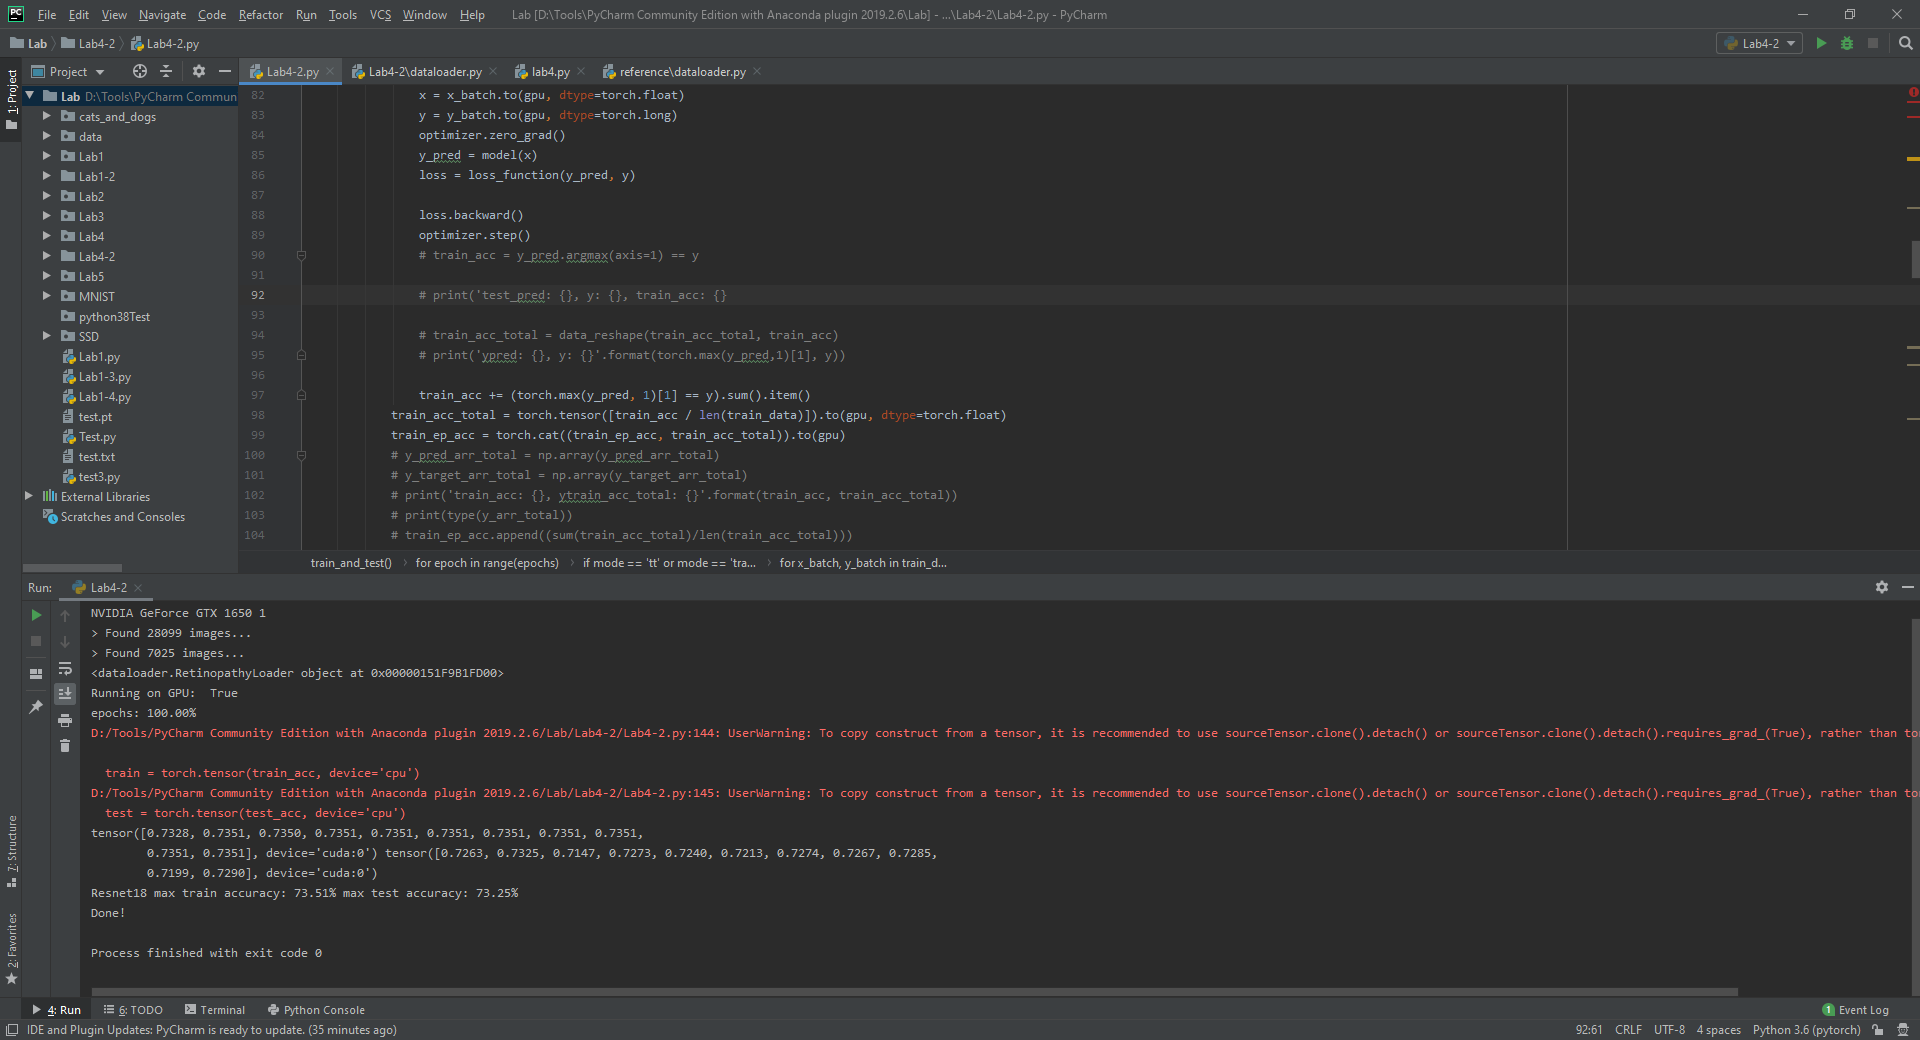 File Edit View Navigate Code Refactor Run Tools VCS Window Help Lab [D:\Tools\PyCharm Community Edition with Anaconda plugin 2019.2.6\Lab] - ...\Lab4-2\Lab4-2.py - PyCharm
Lab Lab4-2 Lab4-2.py Lab4-2
1: Project
Project Lab4-2.py Lab4-2\dataloader.py lab4.py reference\dataloader.py
Lab D:\Tools\PyCharm Commun
cats_and_dogs
data
Lab1
Lab1-2
Lab2
Lab3
Lab4
Lab4-2
Lab5
MNIST
python38Test
SSD
Lab1.py
Lab1-3.py
Lab1-4.py
test.pt
Test.py
test.txt
test3.py
External Libraries
Scratches and Consoles
82 x = x_batch.to(gpu, dtype=torch.float)
83 y = y_batch.to(gpu, dtype=torch.long)
84 optimizer.zero_grad()
85 y_pred = model(x)
86 loss = loss_function(y_pred, y)
87
88 loss.backward()
89 optimizer.step()
90 # train_acc = y_pred.argmax(axis=1) == y
91
92 # print('test_pred: {}, y: {}, train_acc: {}
93
94 # train_acc_total = data_reshape(train_acc_total, train_acc)
95 # print('ypred: {}, y: {}'.format(torch.max(y_pred,1)[1], y))
96
97 train_acc += (torch.max(y_pred, 1)[1] == y).sum().item()
98 train_acc_total = torch.tensor([train_acc / len(train_data)]).to(gpu, dtype=torch.float)
99 train_ep_acc = torch.cat((train_ep_acc, train_acc_total)).to(gpu)
100 # y_pred_arr_total = np.array(y_pred_arr_total)
101 # y_target_arr_total = np.array(y_target_arr_total)
102 # print('train_acc: {}, ytrain_acc_total: {}'.format(train_acc, train_acc_total))
103 # print(type(y_arr_total))
104 # train_ep_acc.append((sum(train_acc_total)/len(train_acc_total)))
train_and_test() for epoch in range(epochs) if mode == 'tt' or mode == 'tra... for x_batch, y_batch in train_d...
Run: Lab4-2
NVIDIA GeForce GTX 1650 1
> Found 28099 images...
> Found 7025 images...
<dataloader.RetinopathyLoader object at 0x00000151F9B1FD00>
Running on GPU:  True
epochs: 100.00%
D:/Tools/PyCharm Community Edition with Anaconda plugin 2019.2.6/Lab/Lab4-2/Lab4-2.py:144: UserWarning: To copy construct from a tensor, it is recommended to use sourceTensor.clone().detach() or sourceTensor.clone().detach().requires_grad_(True), rather than to
train = torch.tensor(train_acc, device='cpu')
D:/Tools/PyCharm Community Edition with Anaconda plugin 2019.2.6/Lab/Lab4-2/Lab4-2.py:145: UserWarning: To copy construct from a tensor, it is recommended to use sourceTensor.clone().detach() or sourceTensor.clone().detach().requires_grad_(True), rather than to
test = torch.tensor(test_acc, device='cpu')
tensor([0.7328, 0.7351, 0.7350, 0.7351, 0.7351, 0.7351, 0.7351, 0.7351, 0.7351,
0.7351, 0.7351], device='cuda:0') tensor([0.7263, 0.7325, 0.7147, 0.7273, 0.7240, 0.7213, 0.7274, 0.7267, 0.7285,
0.7199, 0.7290], device='cuda:0')
Resnet18 max train accuracy: 73.51% max test accuracy: 73.25%
Done!
Process finished with exit code 0
7: Structure
2: Favorites
4: Run 6: TODO Terminal Python Console 1 Event Log
IDE and Plugin Updates: PyCharm is ready to update. (35 minutes ago) 92:61 CRLF UTF-8 4 spaces Python 3.6 (pytorch)